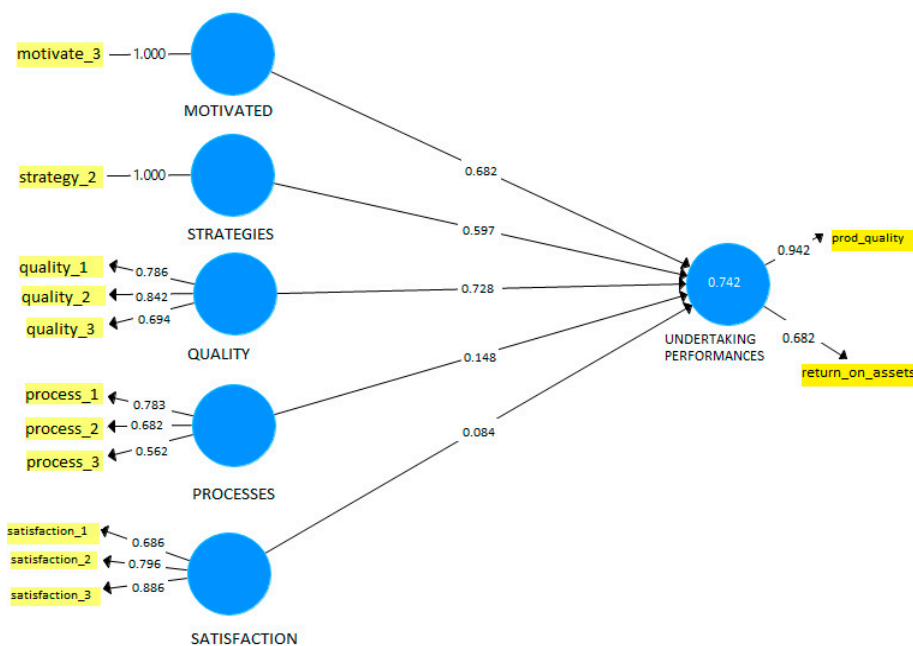 motivate_3
1.000
MOTIVATED
strategy_2
1.000
STRATEGIES
quality_1
0.786
quality_2
0.842
quality_3
0.694
QUALITY
process_1
0.783
process_2
0.682
process_3
0.562
PROCESSES
satisfaction_1
0.686
satisfaction_2
0.796
satisfaction_3
0.886
SATISFACTION
0.682
0.597
0.728
0.148
0.084
0.742
UNDERTAKING
PERFORMANCES
0.942
prod_quality
0.682
return_on_assets